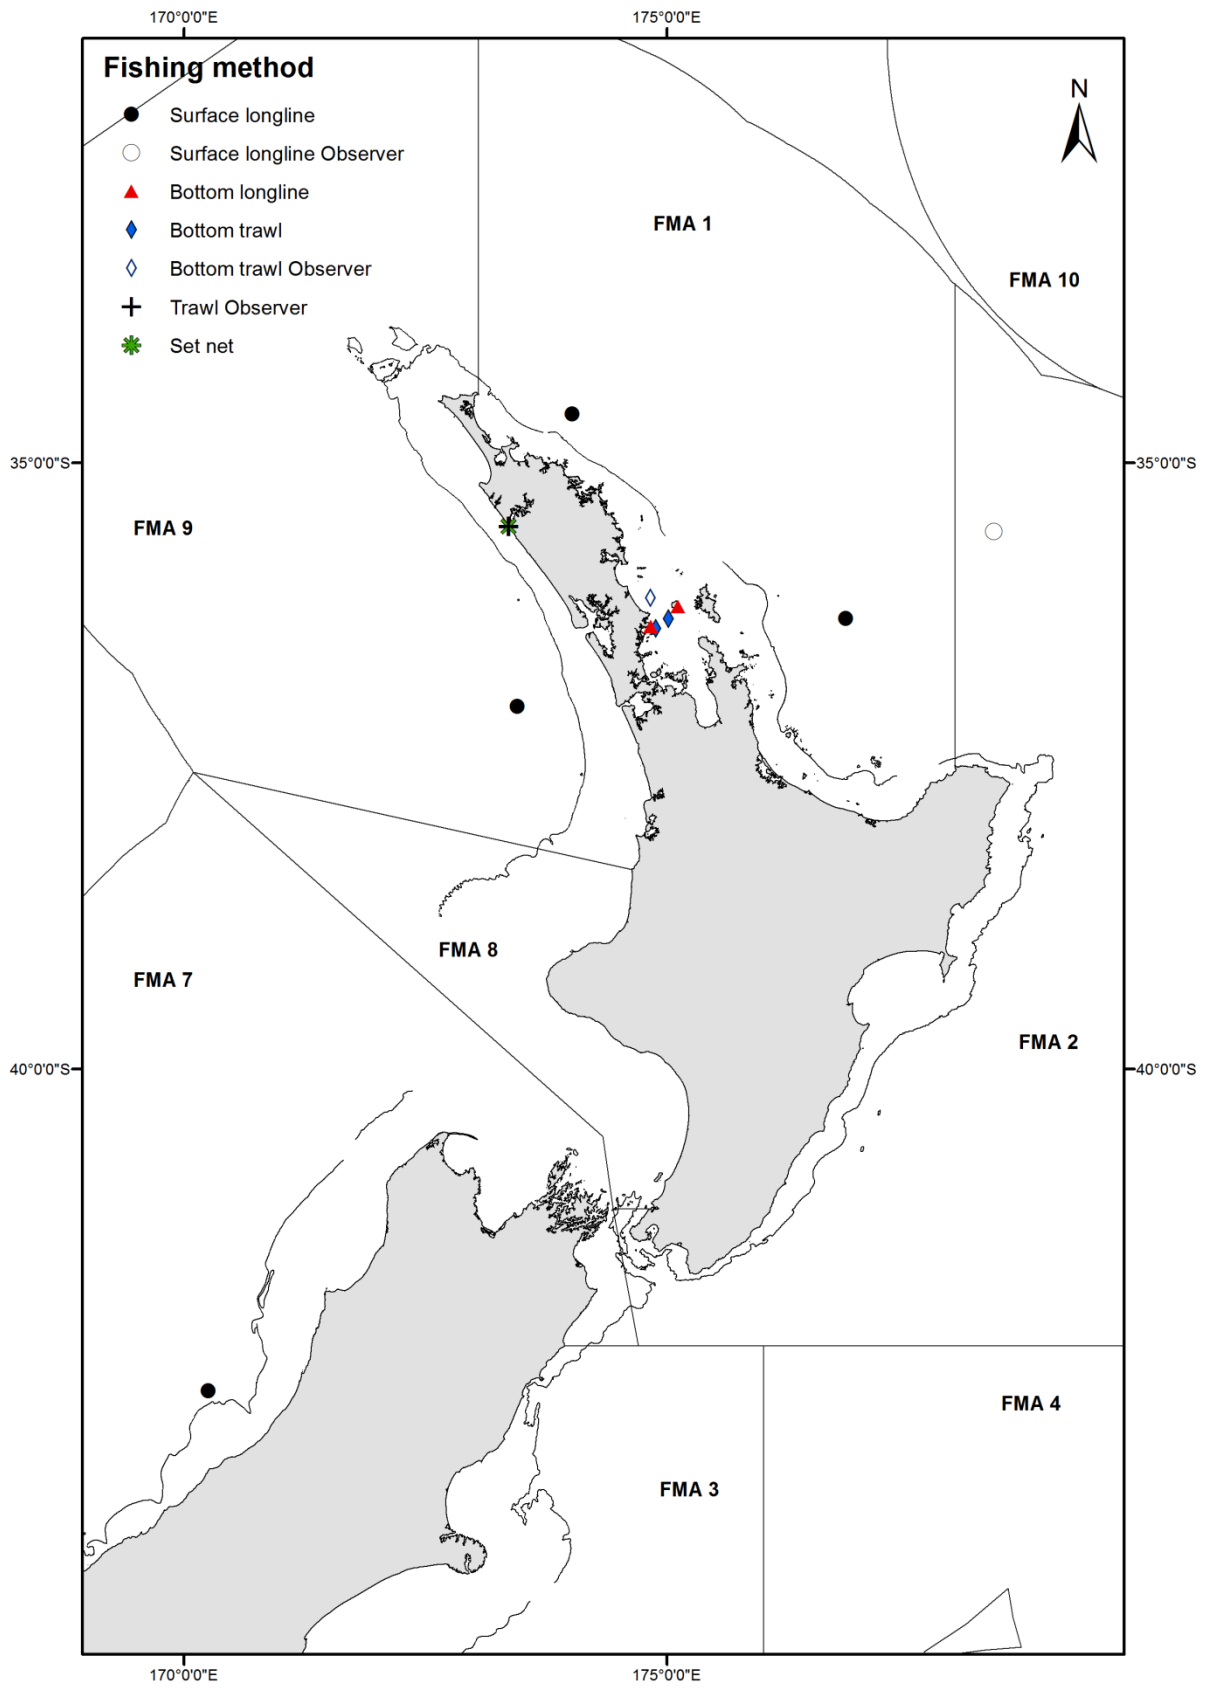 170°0'0"E 175°0'0"E
Fishing method
Surface longline
Surface longline Observer
Bottom longline
Bottom trawl
Bottom trawl Observer
Trawl Observer
Set net
N
FMA 1
FMA 10
35°0'0"S 35°0'0"S
FMA 9
FMA 8
FMA 7
FMA 2
40°0'0"S 40°0'0"S
FMA 4
FMA 3
170°0'0"E 175°0'0"E